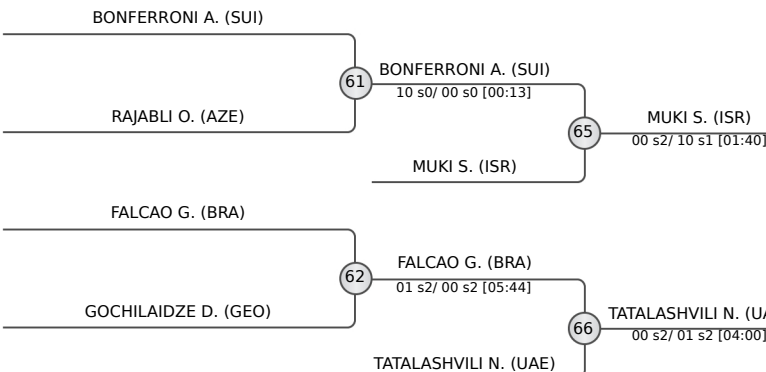 BONFERRONI A. (SUI)
61
BONFERRONI A. (SUI)
10 s0/ 00 s0 [00:13]
RAJABLI O. (AZE)
65
MUKI S. (ISR)
00 s2/ 10 s1 [01:40]
MUKI S. (ISR)
FALCAO G. (BRA)
62
FALCAO G. (BRA)
01 s2/ 00 s2 [05:44]
GOCHILAIDZE D. (GEO)
66
TATALASHVILI N. (UA
00 s2/ 01 s2 [04:00]
TATALASHVILI N. (UAE)